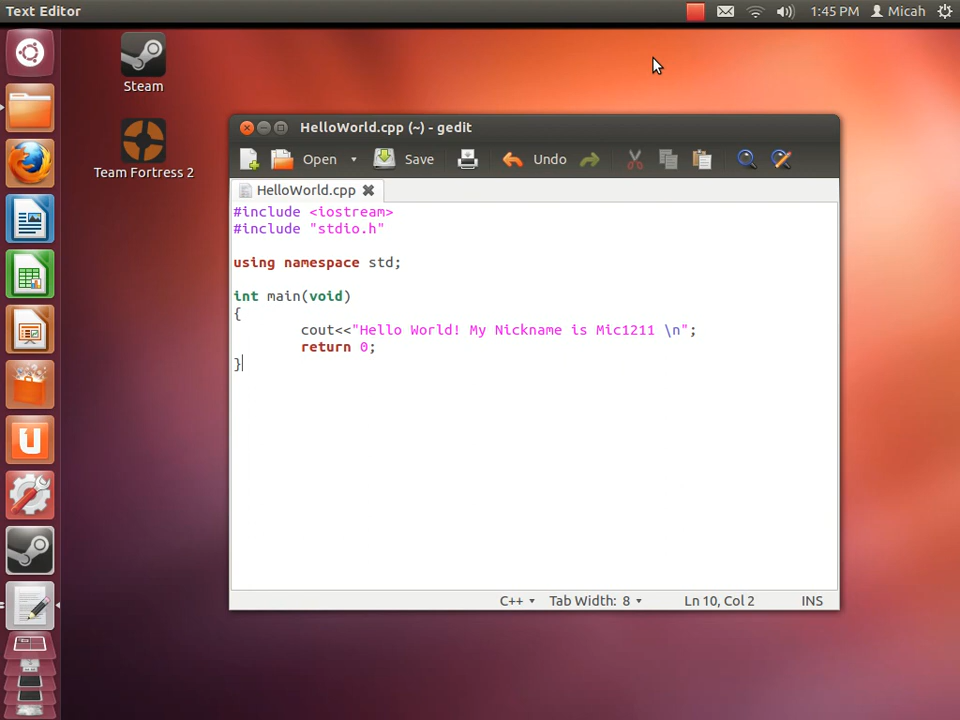 Text Editor
1:45 PM
Micah
Steam
Team Fortress 2
HelloWorld.cpp (~) - gedit
Open
Save
Undo
HelloWorld.cpp
#include <iostream>
#include "stdio.h"
using namespace std;
int main(void)
{
cout<<"Hello World! My Nickname is Mic1211 \n";
return 0;
}
C++
Tab Width: 8
Ln 10, Col 2
INS